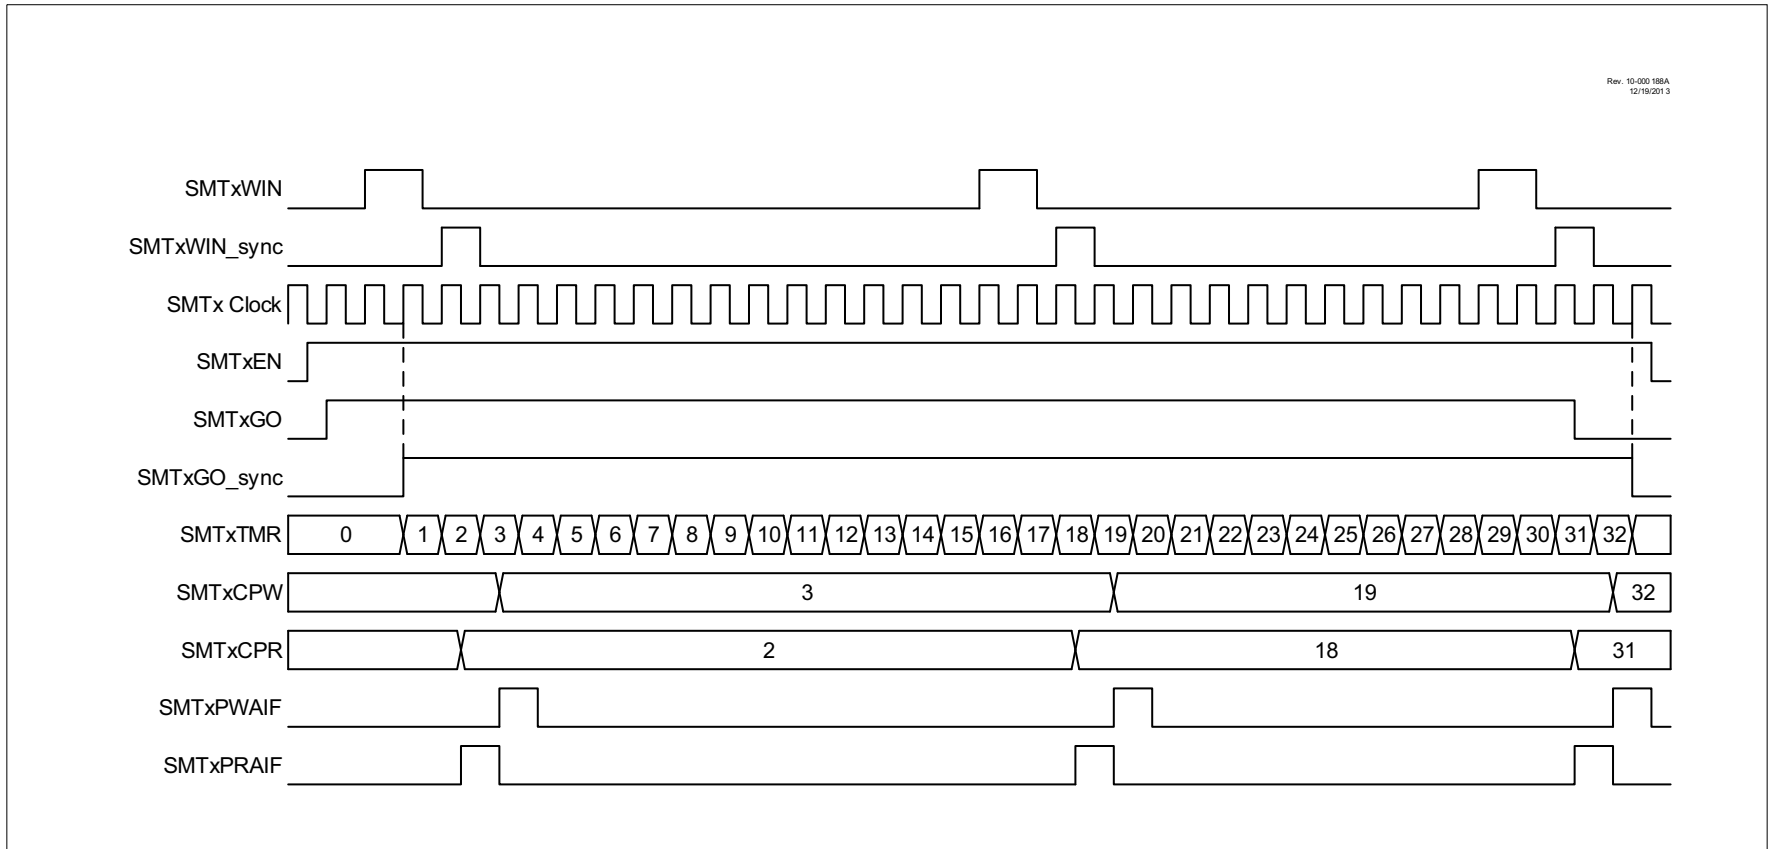 Rev. 10-000 188A
12/19/201 3
SMTxWIN
SMTxWIN_sync
SMTx Clock
SMTxEN
SMTxGO
SMTxGO_sync
SMTxTMR 0 1 2 3 4 5 6 7 8 9 10 11 12 13 14 15 16 17 18 19 20 21 22 23 24 25 26 27 28 29 30 31 32
SMTxCPW 3 19 32
SMTxCPR 2 18 31
SMTxPWAIF
SMTxPRAIF